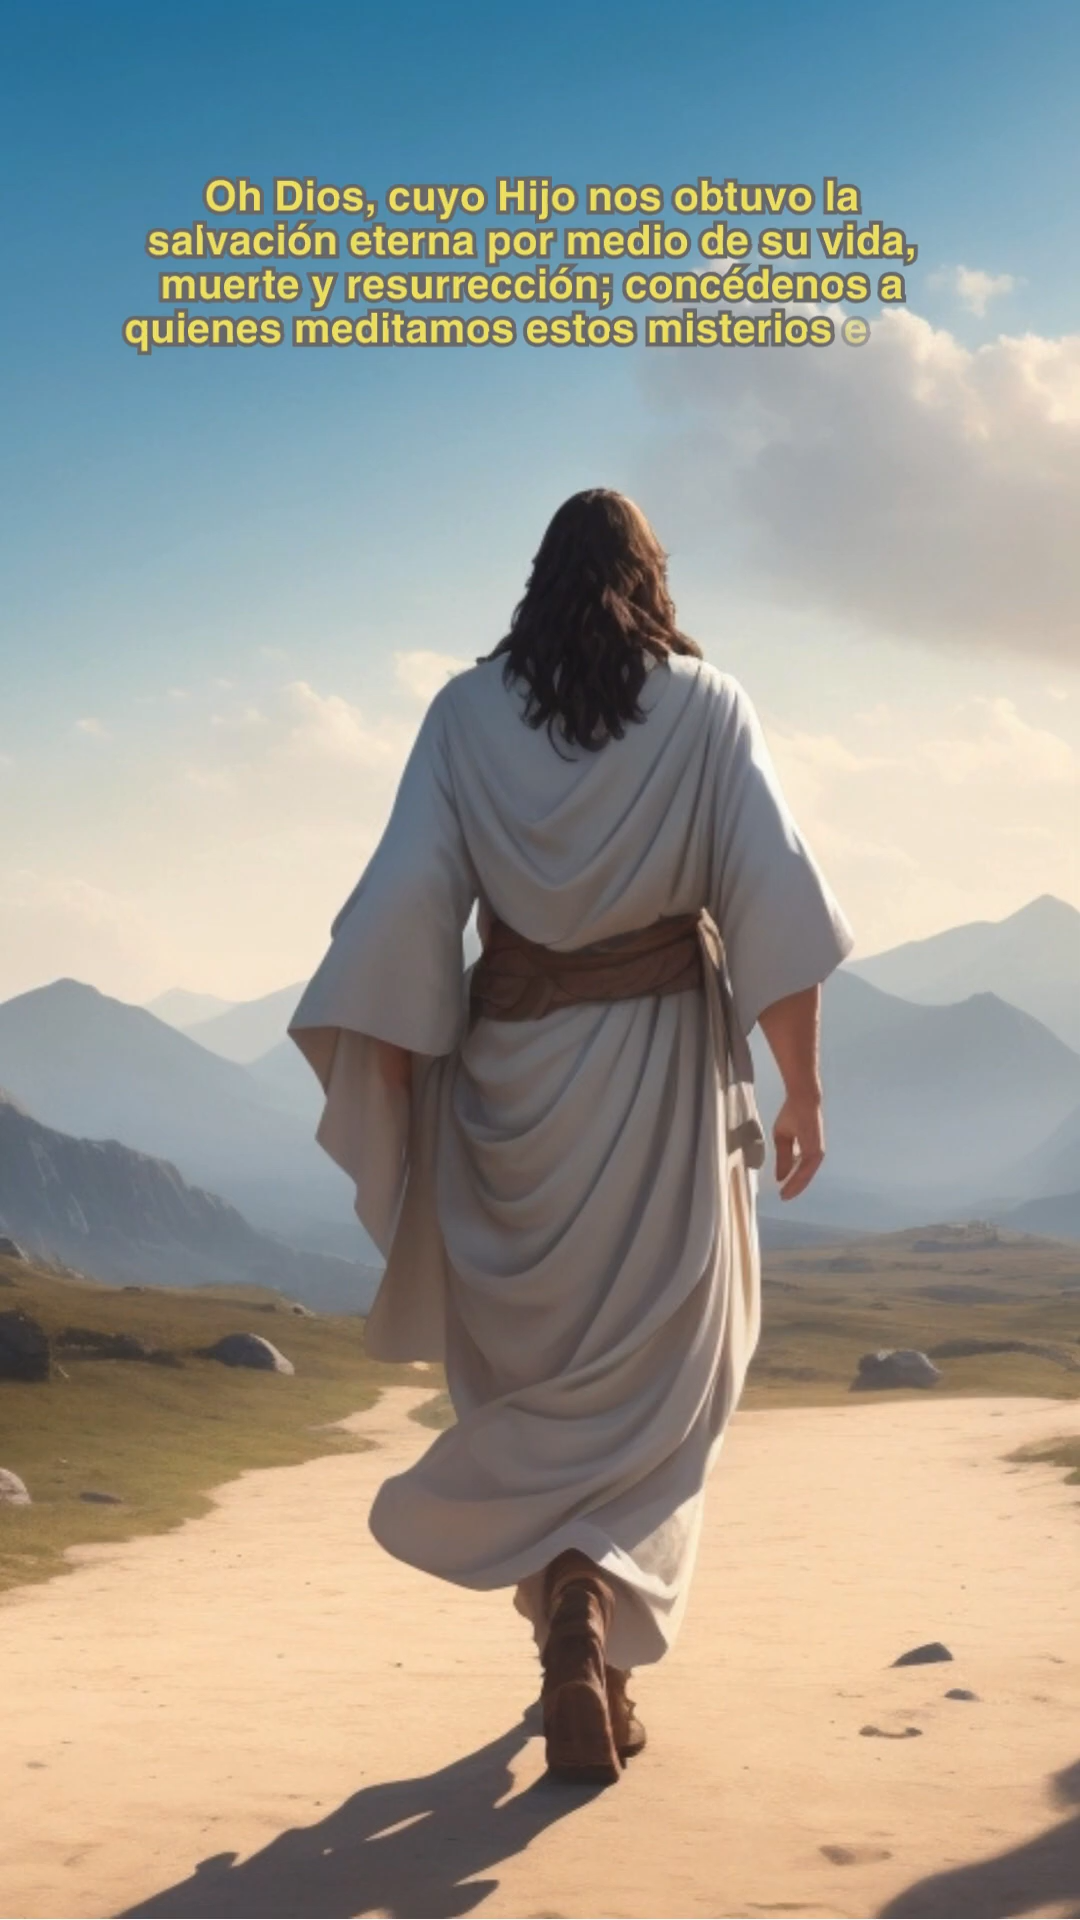 Oh Dios, cuyo Hijo nos obtuvo la
salvación eterna por medio de su vida,
muerte y resurrección; concédenos a
quienes meditamos estos misterios e